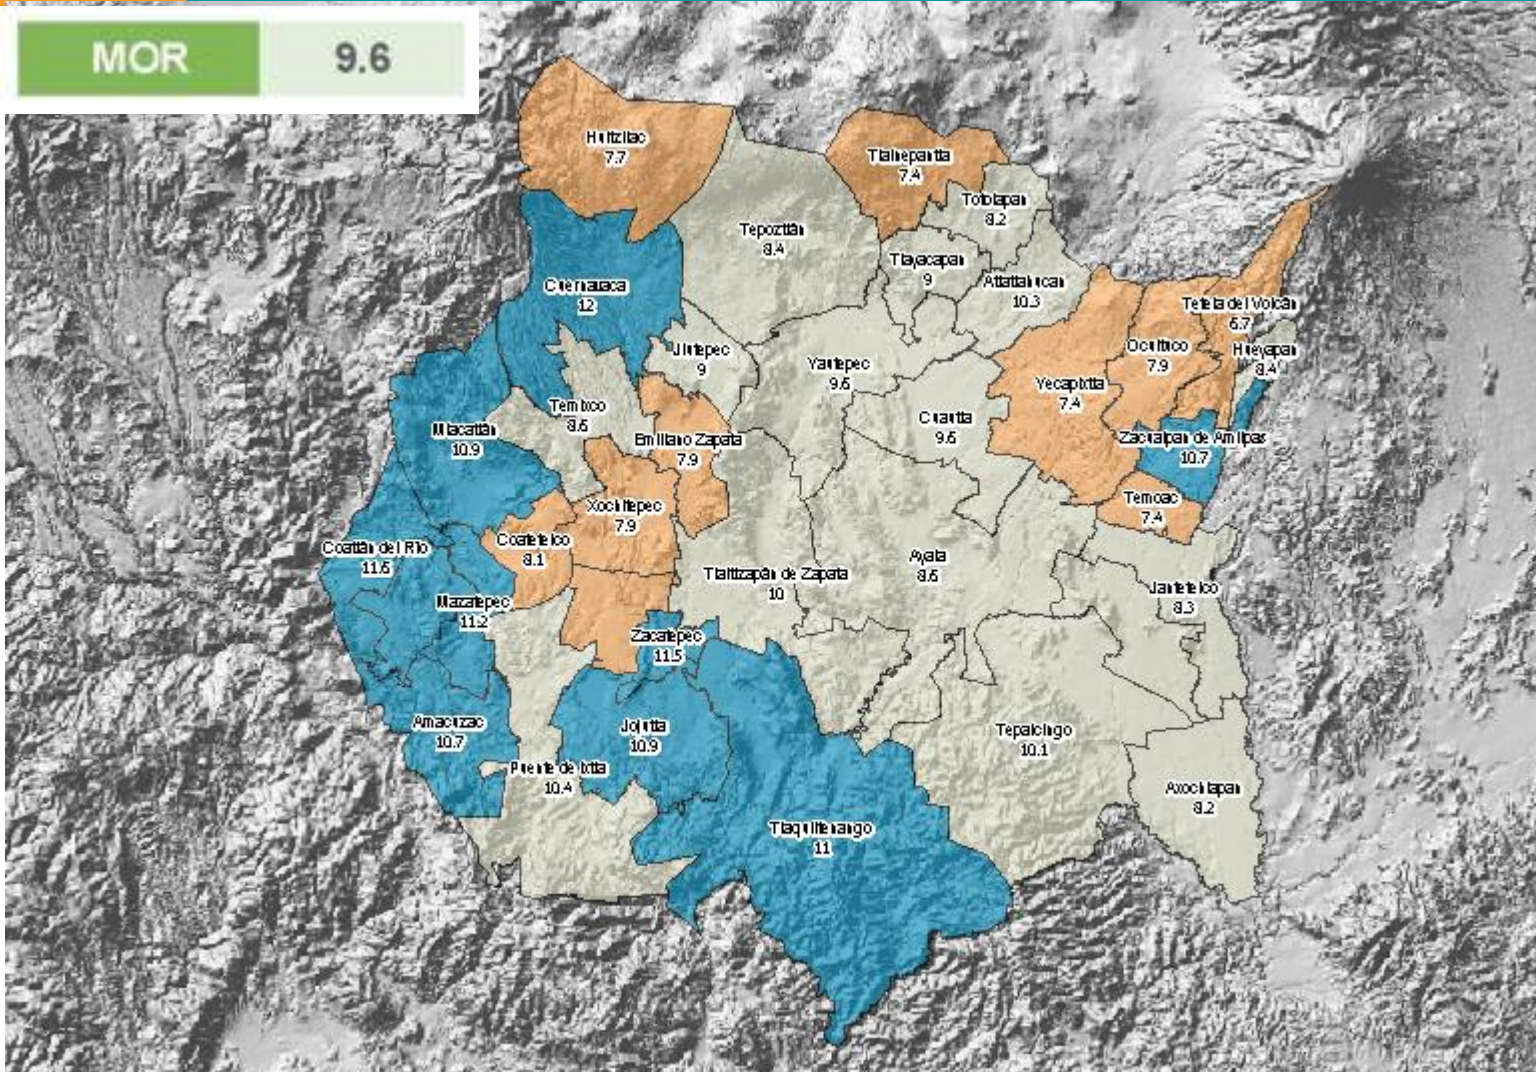 MOR 9.6
Huitzilac
7.7
Tlalnepantla
7.4
Totolapan
8.2
Tepoztlán
8.4
Tlayacapan
9
Atlatlahucan
10.3
Cuernavaca
12
Tetela del Volcán
6.7
Ocuituco
7.9
Hueyapan
8.4
Jiutepec
9
Yautepec
9.6
Yecapixtla
7.4
Temixco
8.6
Cuautla
9.6
Miacatlán
10.9
Emiliano Zapata
7.9
Zacualpan de Amilpas
10.7
Temoac
7.4
Xochitepec
7.9
Coatetelco
8.1
Coatlán del Río
11.6
Ayala
8.6
Tlaltizapán de Zapata
10
Jantetelco
8.3
Mazatepec
11.2
Zacatepec
11.5
Amacuzac
10.7
Jojutla
10.9
Tepalcingo
10.1
Puente de Ixtla
10.4
Axochiapan
8.2
Tlaquiltenango
11